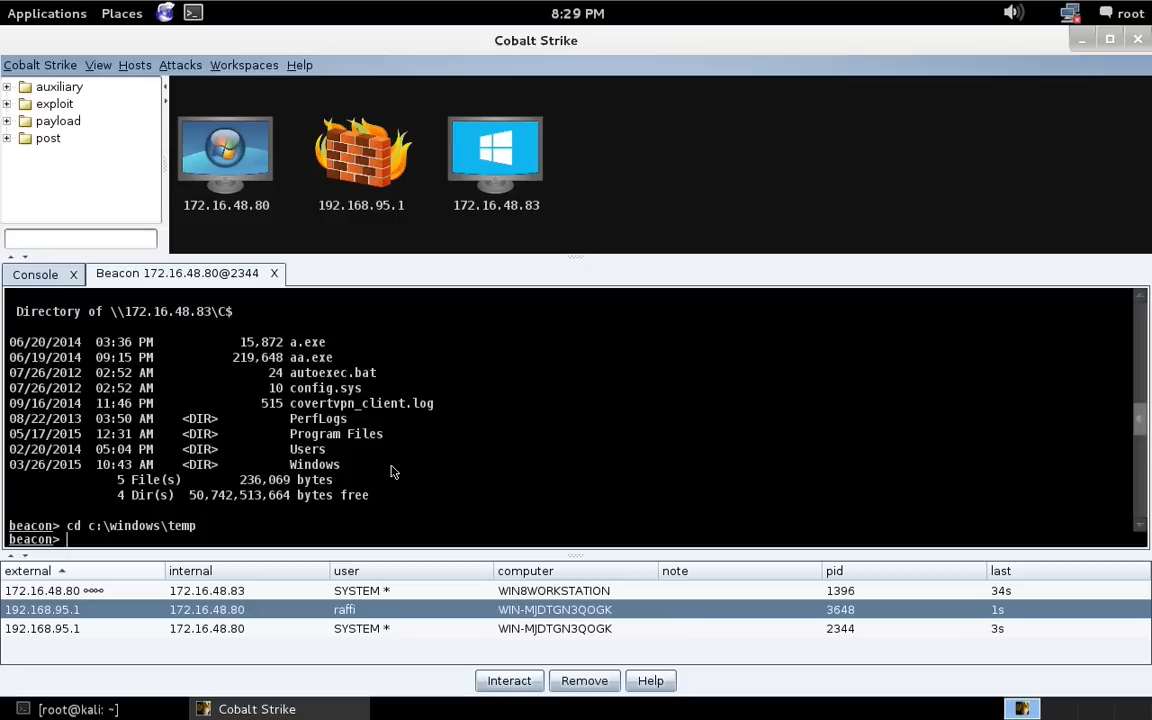 Applications Places 8:29 PM root
Cobalt Strike
Cobalt Strike View Hosts Attacks Workspaces Help
auxiliary
exploit
payload
post
172.16.48.80 192.168.95.1 172.16.48.83
Console X Beacon 172.16.48.80@2344 X
Directory of \\172.16.48.83\C$
06/20/2014 03:36 PM 15,872 a.exe
06/19/2014 09:15 PM 219,648 aa.exe
07/26/2012 02:52 AM 24 autoexec.bat
07/26/2012 02:52 AM 10 config.sys
09/16/2014 11:46 PM 515 covertvpn_client.log
08/22/2013 03:50 AM <DIR> PerfLogs
05/17/2015 12:31 AM <DIR> Program Files
02/20/2014 05:04 PM <DIR> Users
03/26/2015 10:43 AM <DIR> Windows
5 File(s) 236,069 bytes
4 Dir(s) 50,742,513,664 bytes free
beacon> cd c:\windows\temp
beacon>
external internal user computer note pid last
172.16.48.80 172.16.48.83 SYSTEM * WIN8WORKSTATION 1396 34s
192.168.95.1 172.16.48.80 raffi WIN-MJDTGN3QOGK 3648 1s
192.168.95.1 172.16.48.80 SYSTEM * WIN-MJDTGN3QOGK 2344 3s
Interact Remove Help
[root@kali: ~] Cobalt Strike